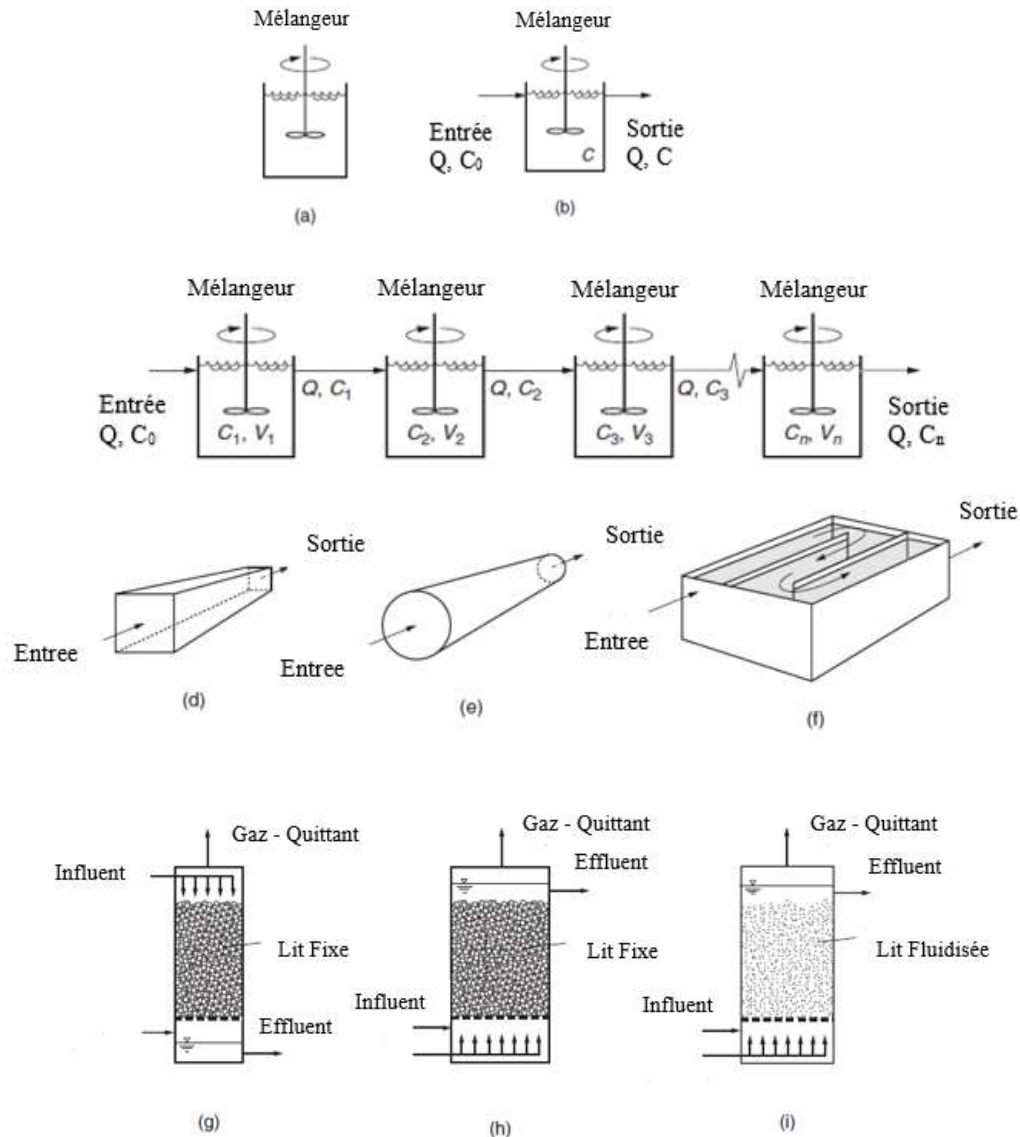 Mélangeur
Mélangeur
Entrée
Q, C₀
C
Sortie
Q, C
(a)
(b)
Mélangeur
Mélangeur
Mélangeur
Mélangeur
Entrée
Q, C₀
C₁, V₁
Q, C₁
C₂, V₂
Q, C₂
C₃, V₃
Q, C₃
Cₙ, Vₙ
Sortie
Q, Cₙ
Entree
Sortie
(d)
Entree
Sortie
(e)
Entree
Sortie
(f)
Gaz - Quittant
Influent
Lit Fixe
Effluent
(g)
Gaz - Quittant
Effluent
Lit Fixe
Influent
(h)
Gaz - Quittant
Effluent
Lit Fluidisée
Influent
(i)